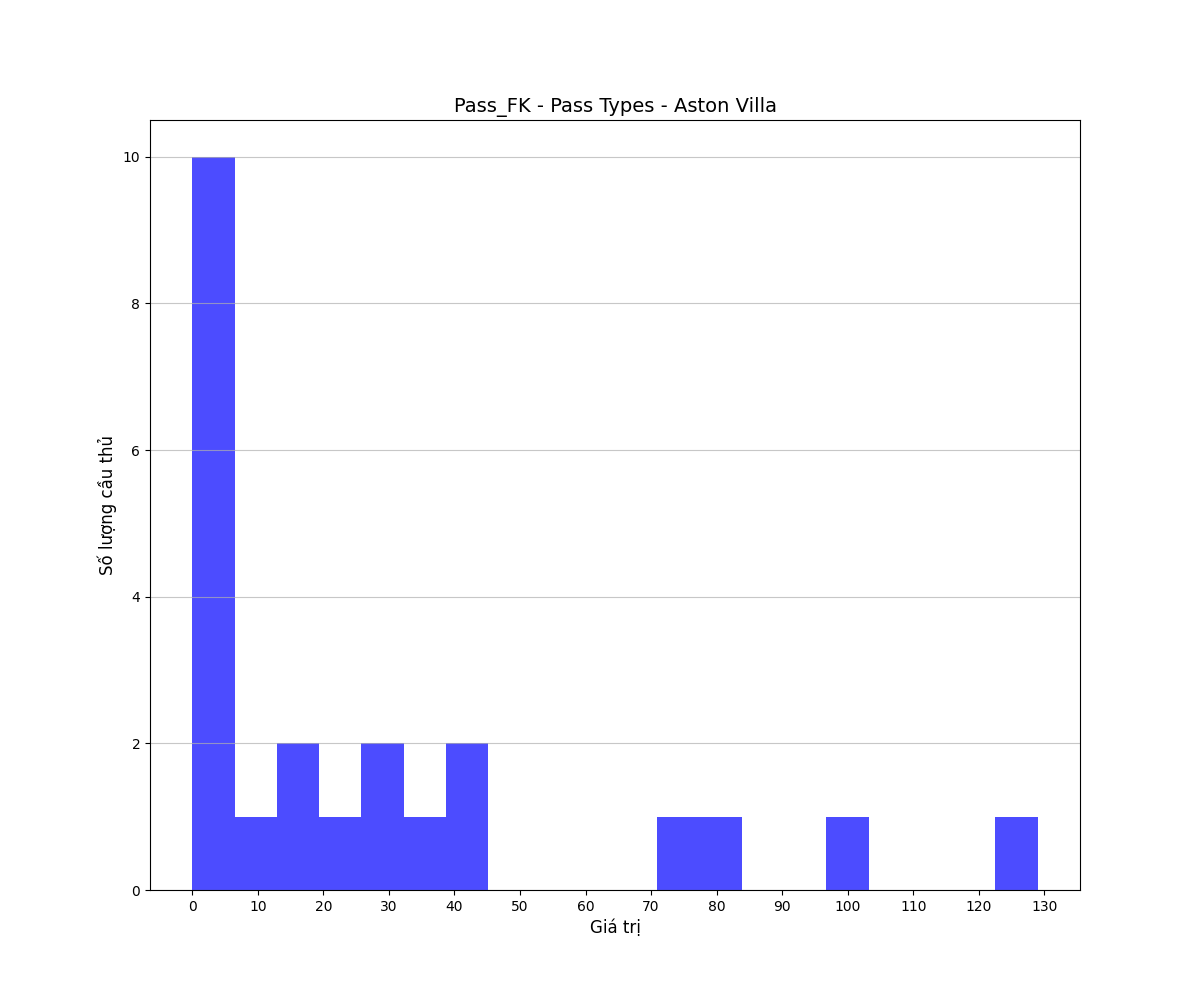 Pass_FK - Pass Types - Aston Villa
10
8
6
4
2
0
Số lượng cầu thủ
0 10 20 30 40 50 60 70 80 90 100 110 120 130
Giá trị